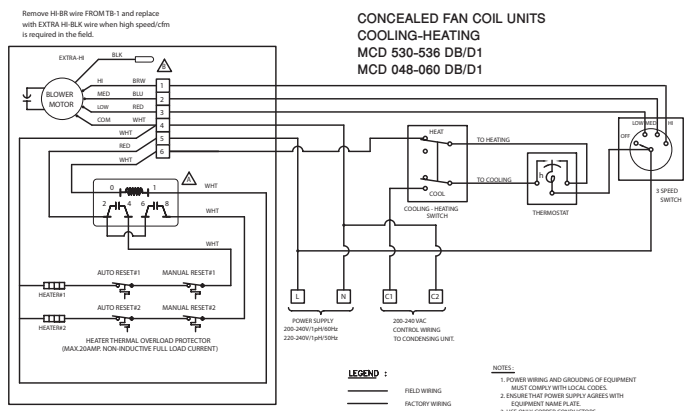 Remove HI-BR wire FROM TB-1 and replace
with EXTRA HI-BLK wire when high speed/cfm
is required in the field.
CONCEALED FAN COIL UNITS
COOLING-HEATING
MCD 530-536 DB/D1
MCD 048-060 DB/D1
EXTRA-HI
BLK
B
BLOWER
MOTOR
HI
BRW
1
MED
BLU
2
LOW
RED
3
COM
WHT
4
WHT
5
RED
6
WHT
A
0
1
WHT
2
4
6
8
WHT
WHT
AUTO RESET#1
MANUAL RESET#1
HEATER#1
AUTO RESET#2
MANUAL RESET#2
HEATER#2
HEATER THERMAL OVERLOAD PROTECTOR
(MAX.20AMP. NON-INDUCTIVE FULL LOAD CURRENT)
HEAT
COOL
COOLING - HEATING
SWITCH
TO HEATING
TO COOLING
h
THERMOSTAT
LOW
MED
HI
OFF
3 SPEED
SWITCH
L
N
C1
C2
POWER SUPPLY
200-240V/1pH/60Hz
220-240V/1pH/50Hz
200-240 VAC
CONTROL WIRING
TO CONDENSING UNIT.
LEGEND :
FIELD WIRING
FACTORY WIRING
NOTES :
1. POWER WIRING AND GROUDING OF EQUIPMENT
MUST COMPLY WITH LOCAL CODES.
2. ENSURE THAT POWER SUPPLY AGREES WITH
EQUIPMENT NAME PLATE.
3. USE ONLY COPPER CONDUCTORS